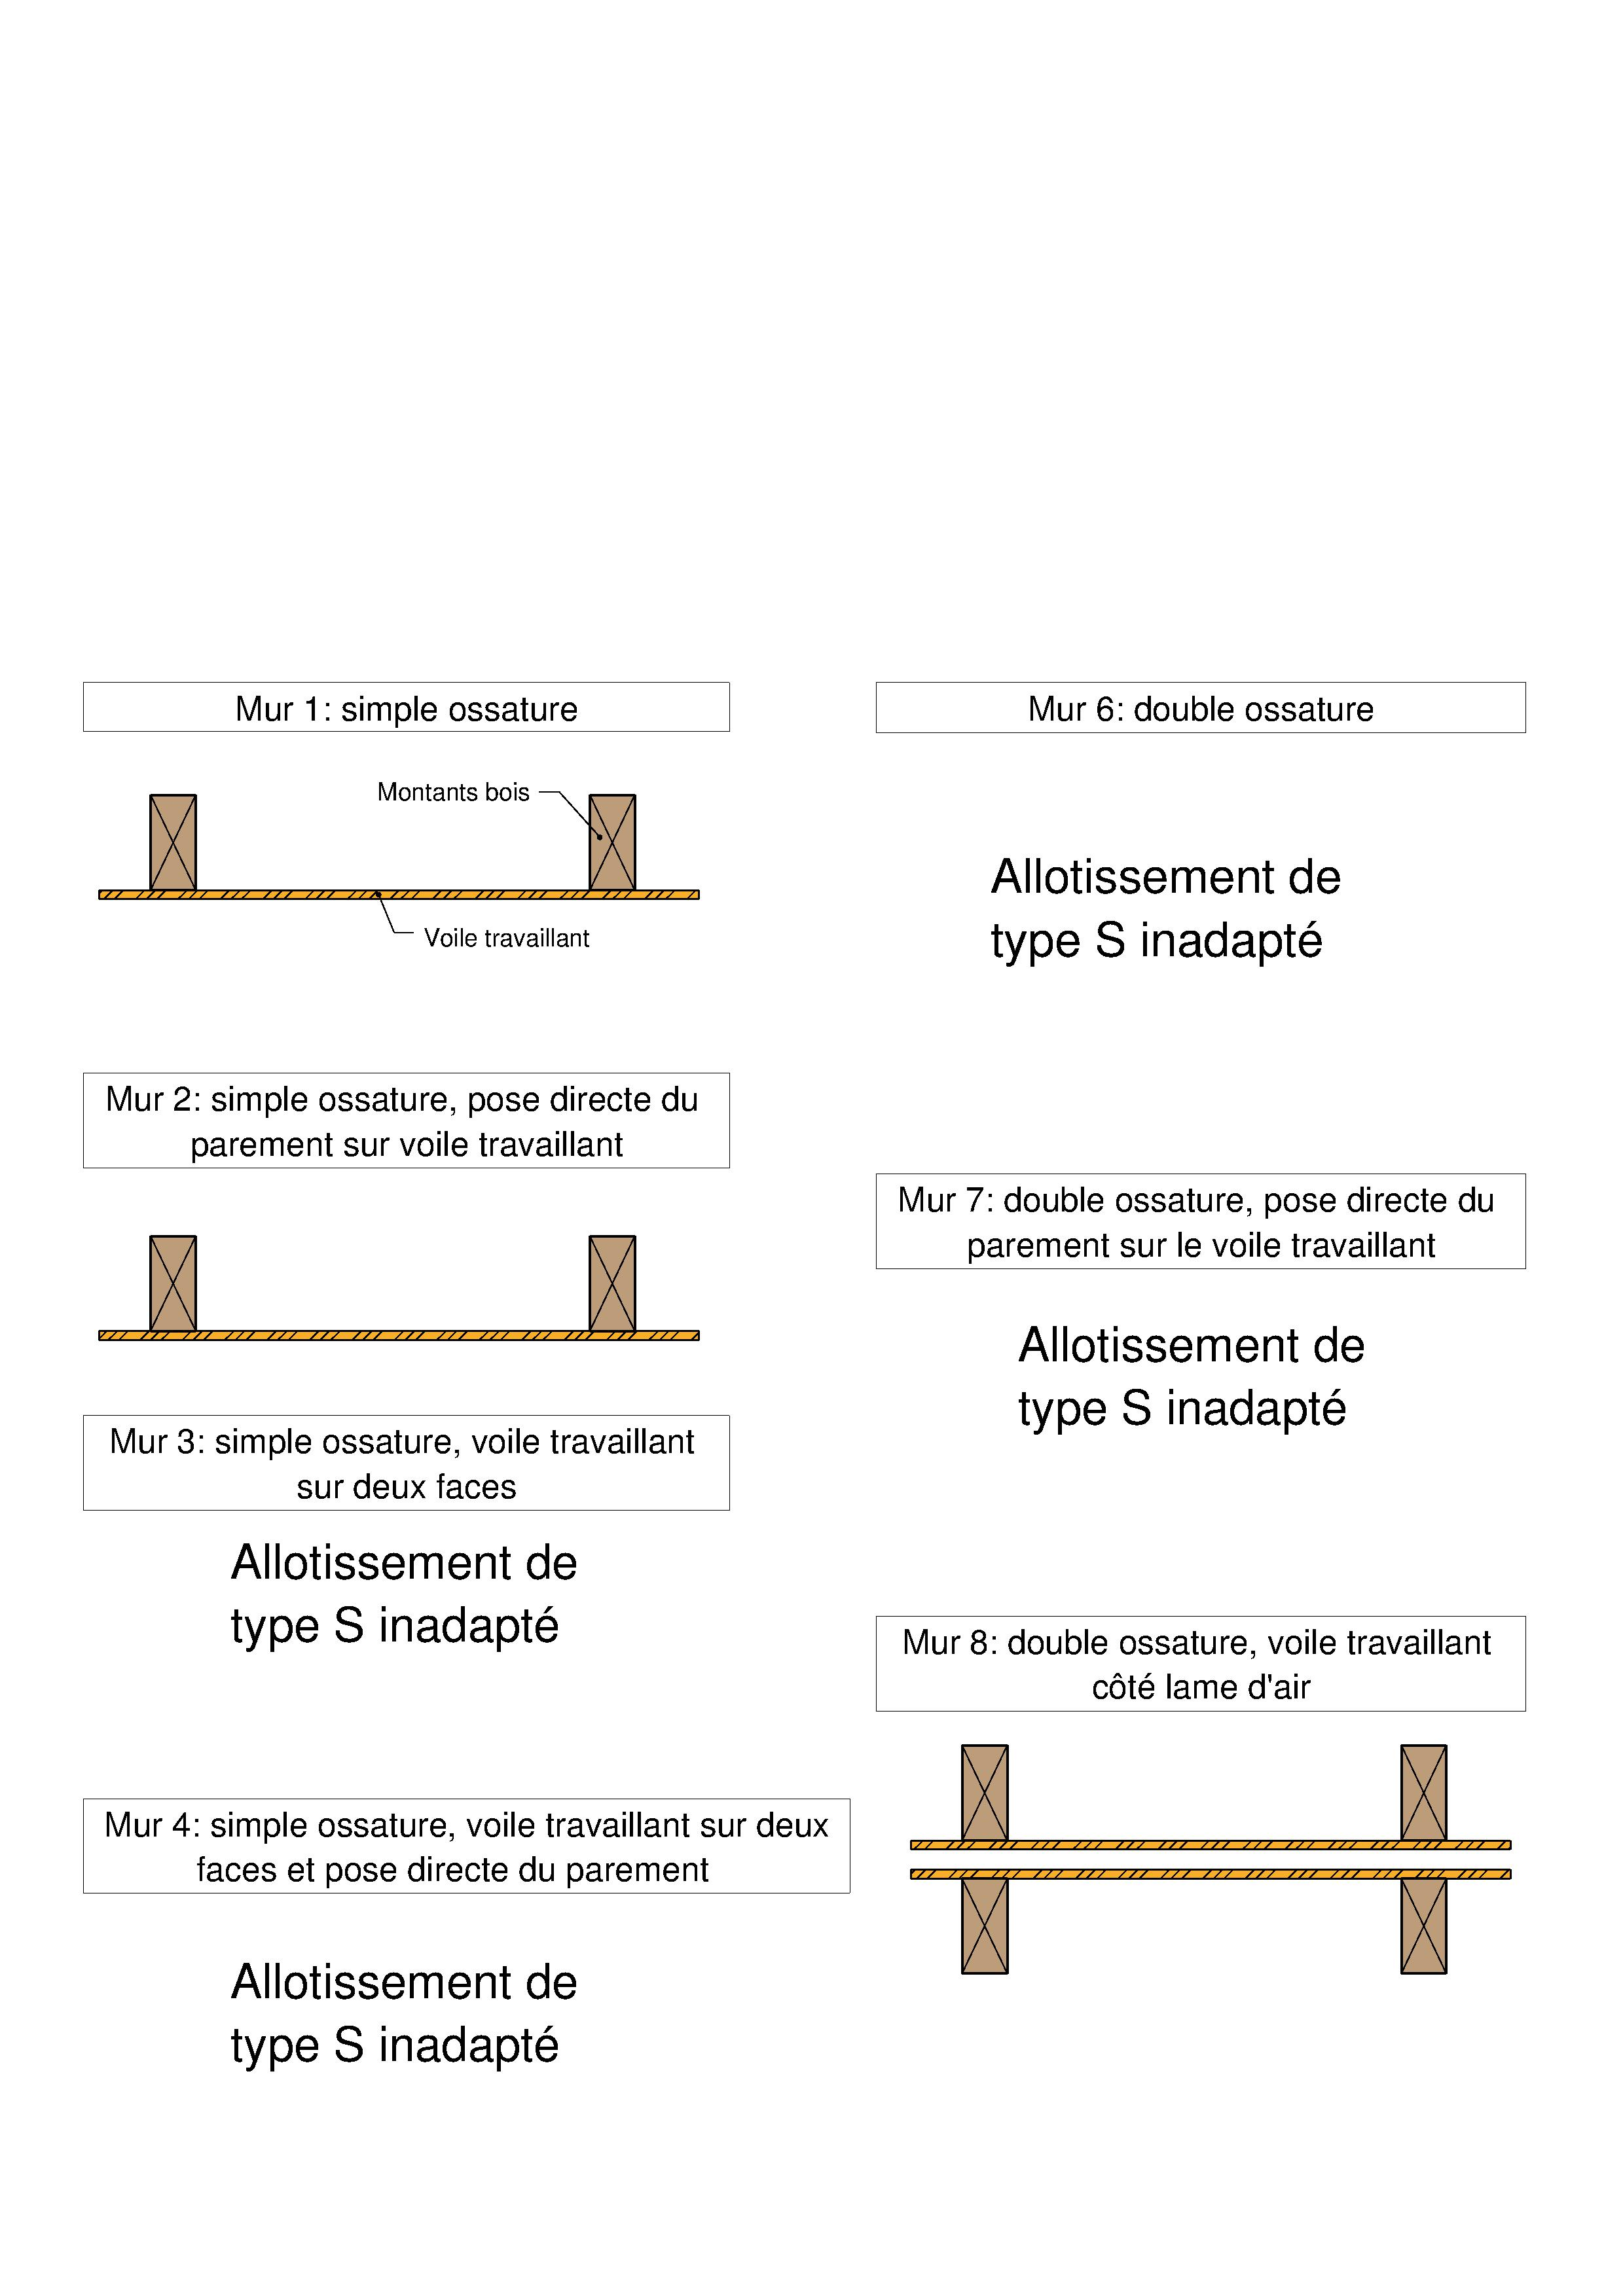 Mur 1: simple ossature
Montants bois
Voile travaillant
Mur 2: simple ossature, pose directe du
parement sur voile travaillant
Mur 3: simple ossature, voile travaillant
sur deux faces
Allotissement de
type S inadapté
Mur 4: simple ossature, voile travaillant sur deux
faces et pose directe du parement
Allotissement de
type S inadapté
Mur 6: double ossature
Allotissement de
type S inadapté
Mur 7: double ossature, pose directe du
parement sur le voile travaillant
Allotissement de
type S inadapté
Mur 8: double ossature, voile travaillant
côté lame d'air